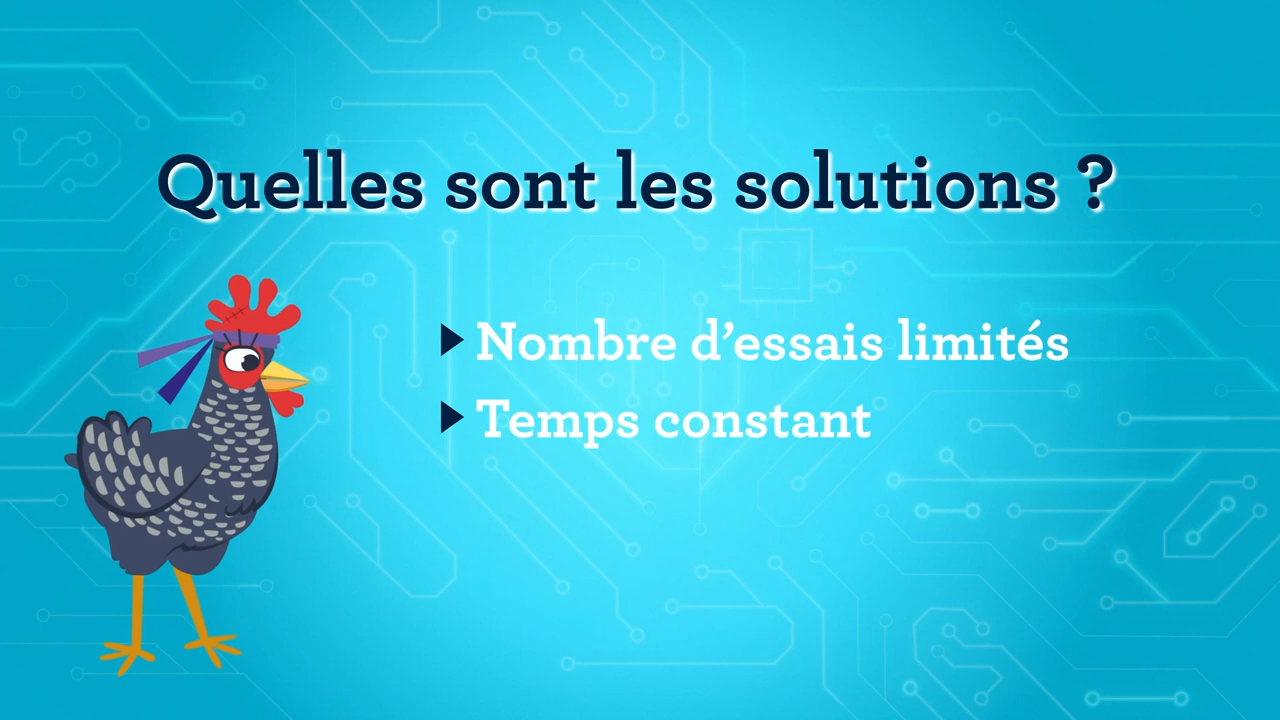 Quelles sont les solutions ?
Nombre d’essais limités
Temps constant